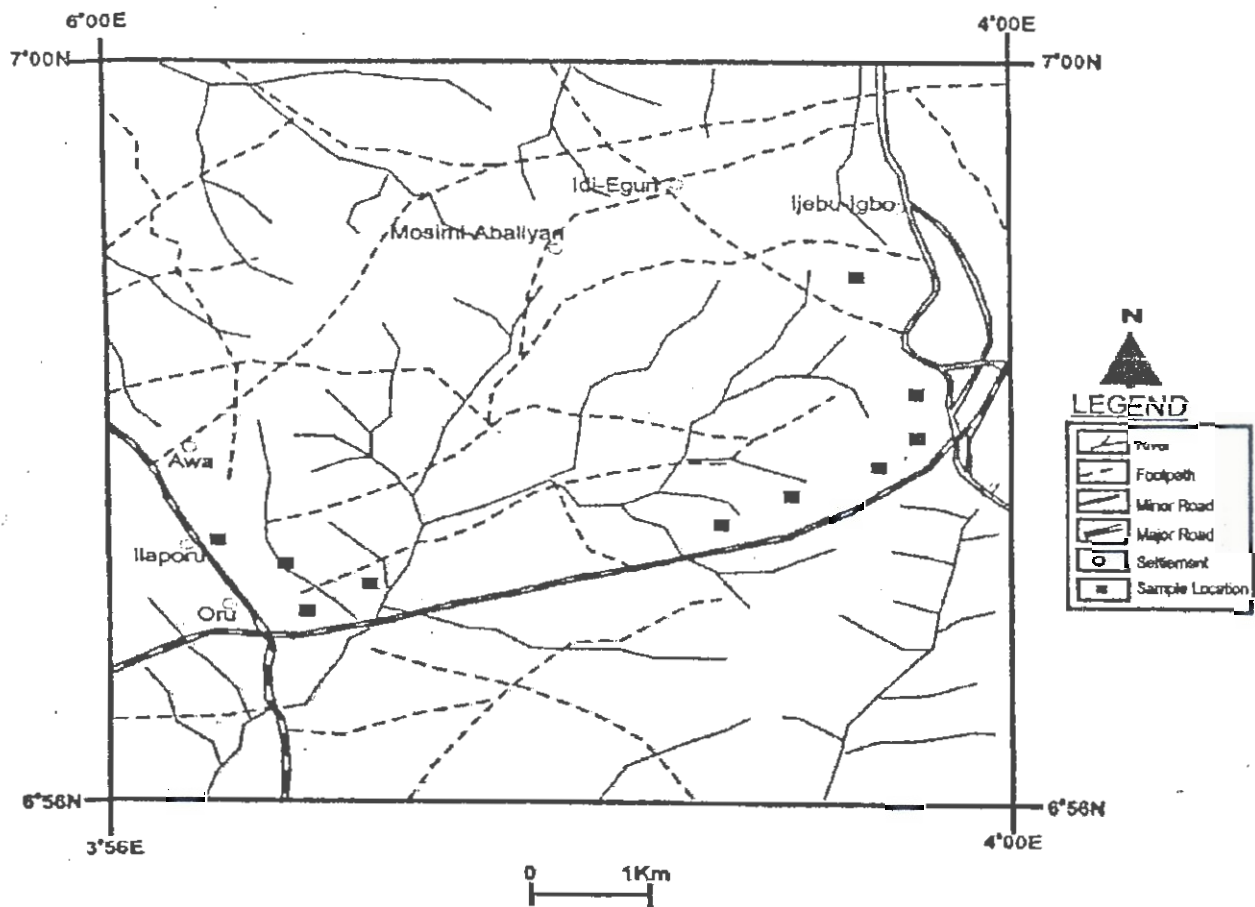 6°00E
4°00E
7°00N
7°00N
Idi-Egun
Ijebu-Igbo
Mosimi-Abaliyan
N
LEGEND
River
Footpath
Awa
Minor Road
Major Road
Ilaporu
Settlement
Sample Location
Oru
6°56N
6°56N
3°56E
4°00E
0 1Km